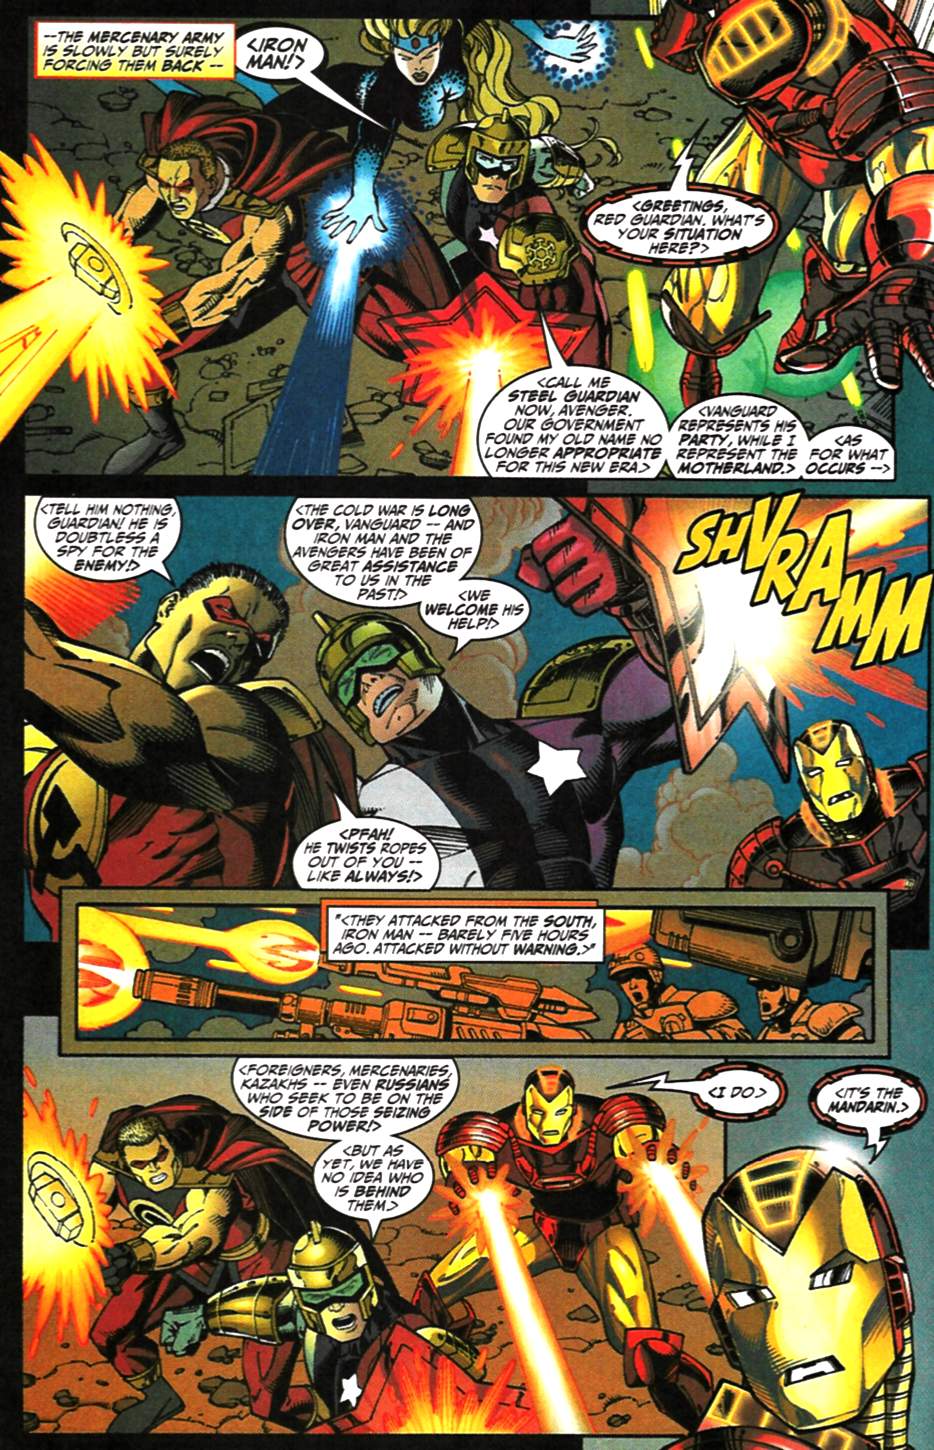 --THE MERCENARY ARMY
IS SLOWLY BUT SURELY
FORCING THEM BACK --
<IRON
MAN!>
<GREETINGS,
RED GUARDIAN. WHAT'S
YOUR SITUATION
HERE?>
<CALL ME
STEEL GUARDIAN
NOW, AVENGER.
OUR GOVERNMENT
FOUND MY OLD NAME NO
LONGER APPROPRIATE
FOR THIS NEW ERA.>
<VANGUARD
REPRESENTS HIS
PARTY, WHILE I
REPRESENT THE
MOTHERLAND.>
<AS
FOR WHAT
OCCURS -->
<TELL HIM NOTHING,
GUARDIAN! HE IS
DOUBTLESS A
SPY FOR THE
ENEMY!>
<THE COLD WAR IS LONG
OVER, VANGUARD -- AND
IRON MAN AND THE
AVENGERS HAVE BEEN OF
GREAT ASSISTANCE
TO US IN THE
PAST!>
<WE
WELCOME HIS
HELP!>
SHVRAMM
<PFAH!
HE TWISTS ROPES
OUT OF YOU --
LIKE ALWAYS!>
"<THEY ATTACKED FROM THE SOUTH,
IRON MAN -- BARELY FIVE HOURS
AGO. ATTACKED WITHOUT WARNING.>"
<FOREIGNERS, MERCENARIES,
KAZAKHS -- EVEN RUSSIANS
WHO SEEK TO BE ON THE
SIDE OF THOSE SEIZING
POWER!>
<BUT AS
YET, WE HAVE
NO IDEA WHO
IS BEHIND
THEM.>
<I DO.>
<IT'S THE
MANDARIN.>